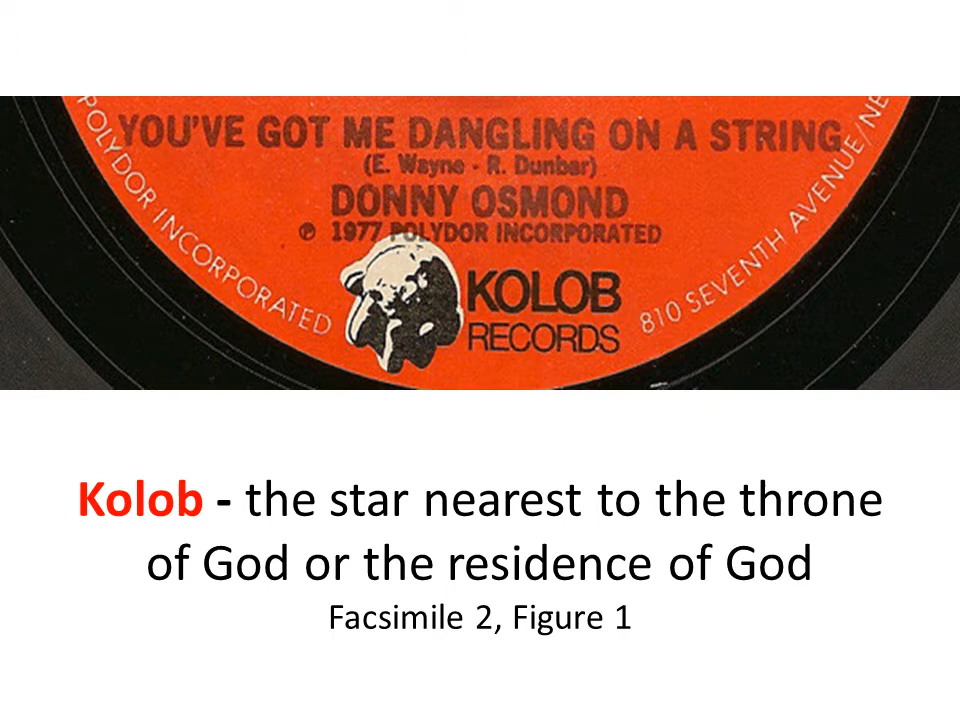 YOU'VE GOT ME DANGLING ON A STRING
(E. Wayne - R. Dunbar)
DONNY OSMOND
℗ 1977 POLYDOR INCORPORATED
POLYDOR INCORPORATED
KOLOB
RECORDS
810 SEVENTH AVENUE/NE
Kolob - the star nearest to the throne
of God or the residence of God
Facsimile 2, Figure 1